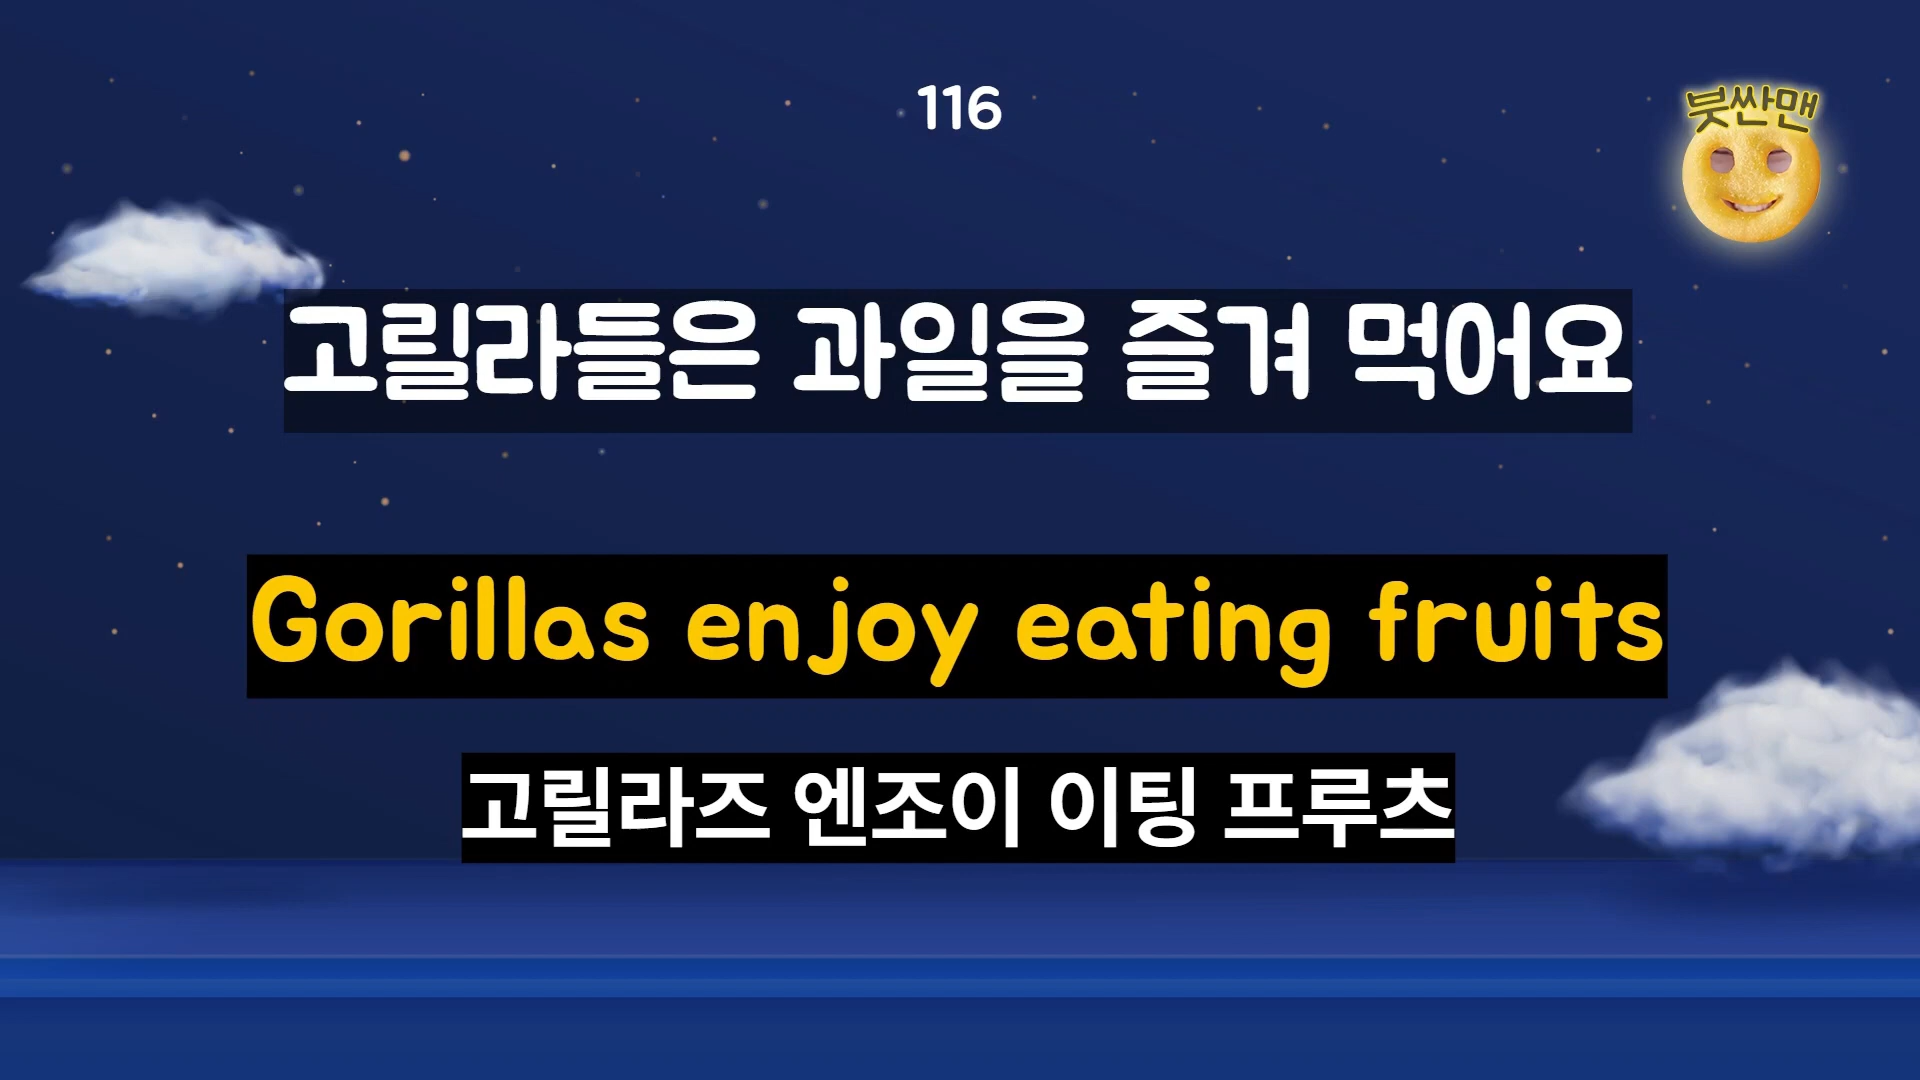 116
붓싼맨
고릴라들은 과일을 즐겨 먹어요
Gorillas enjoy eating fruits
고릴라즈 엔조이 이팅 프루츠